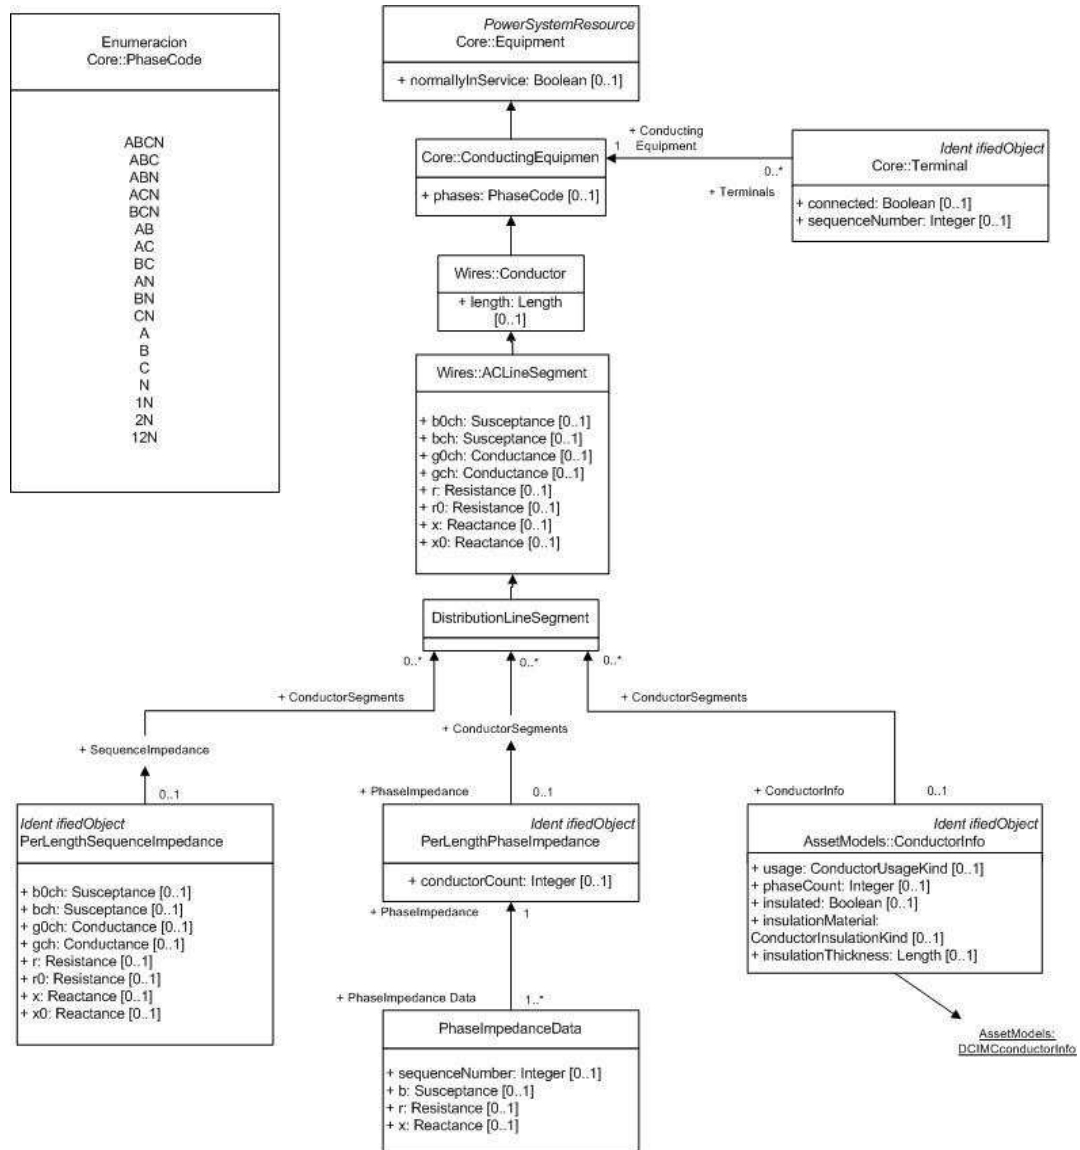 Enumeracion
Core::PhaseCode
ABCN
ABC
ABN
ACN
BCN
AB
AC
BC
AN
BN
CN
A
B
C
N
1N
2N
12N
PowerSystemResource
Core::Equipment
+ normallyInService: Boolean [0..1]
Core::ConductingEquipmen
+ phases: PhaseCode [0..1]
+ Conducting
Equipment
1
0..*
+ Terminals
Ident ifiedObject
Core::Terminal
+ connected: Boolean [0..1]
+ sequenceNumber: Integer [0..1]
Wires::Conductor
+ length: Length
[0..1]
Wires::ACLineSegment
+ b0ch: Susceptance [0..1]
+ bch: Susceptance [0..1]
+ g0ch: Conductance [0..1]
+ gch: Conductance [0..1]
+ r: Resistance [0..1]
+ r0: Resistance [0..1]
+ x: Reactance [0..1]
+ x0: Reactance [0..1]
DistributionLineSegment
0..*
0..*
0..*
+ ConductorSegments
+ ConductorSegments
+ ConductorSegments
+ SequenceImpedance
0..1
Ident ifiedObject
PerLengthSequenceImpedance
+ b0ch: Susceptance [0..1]
+ bch: Susceptance [0..1]
+ g0ch: Conductance [0..1]
+ gch: Conductance [0..1]
+ r: Resistance [0..1]
+ r0: Resistance [0..1]
+ x: Reactance [0..1]
+ x0: Reactance [0..1]
+ PhaseImpedance
0..1
Ident ifiedObject
PerLengthPhaseImpedance
+ conductorCount: Integer [0..1]
+ PhaseImpedance
1
+ PhaseImpedance Data
1..*
PhaseImpedanceData
+ sequenceNumber: Integer [0..1]
+ b: Susceptance [0..1]
+ r: Resistance [0..1]
+ x: Reactance [0..1]
+ ConductorInfo
0..1
Ident ifiedObject
AssetModels::ConductorInfo
+ usage: ConductorUsageKind [0..1]
+ phaseCount: Integer [0..1]
+ insulated: Boolean [0..1]
+ insulationMaterial:
ConductorInsulationKind [0..1]
+ insulationThickness: Length [0..1]
AssetModels:
DCIMCconductorInfo